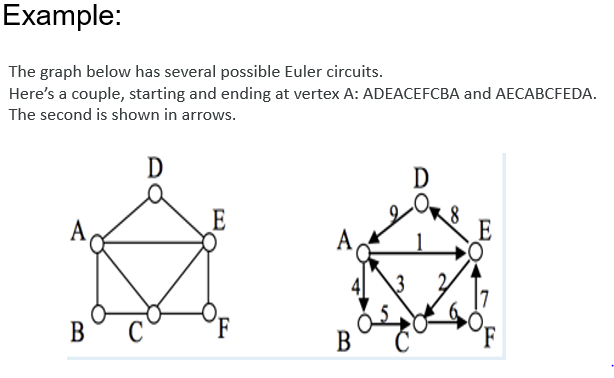 Example:
The graph below has several possible Euler circuits.
Here's a couple, starting and ending at vertex A: ADEACEFCBA and AECABCFEDA.
The second is shown in arrows.
D
A
E
B
C
F
D
9
8
A
1
E
4
3
2
7
5
6
B
C
F